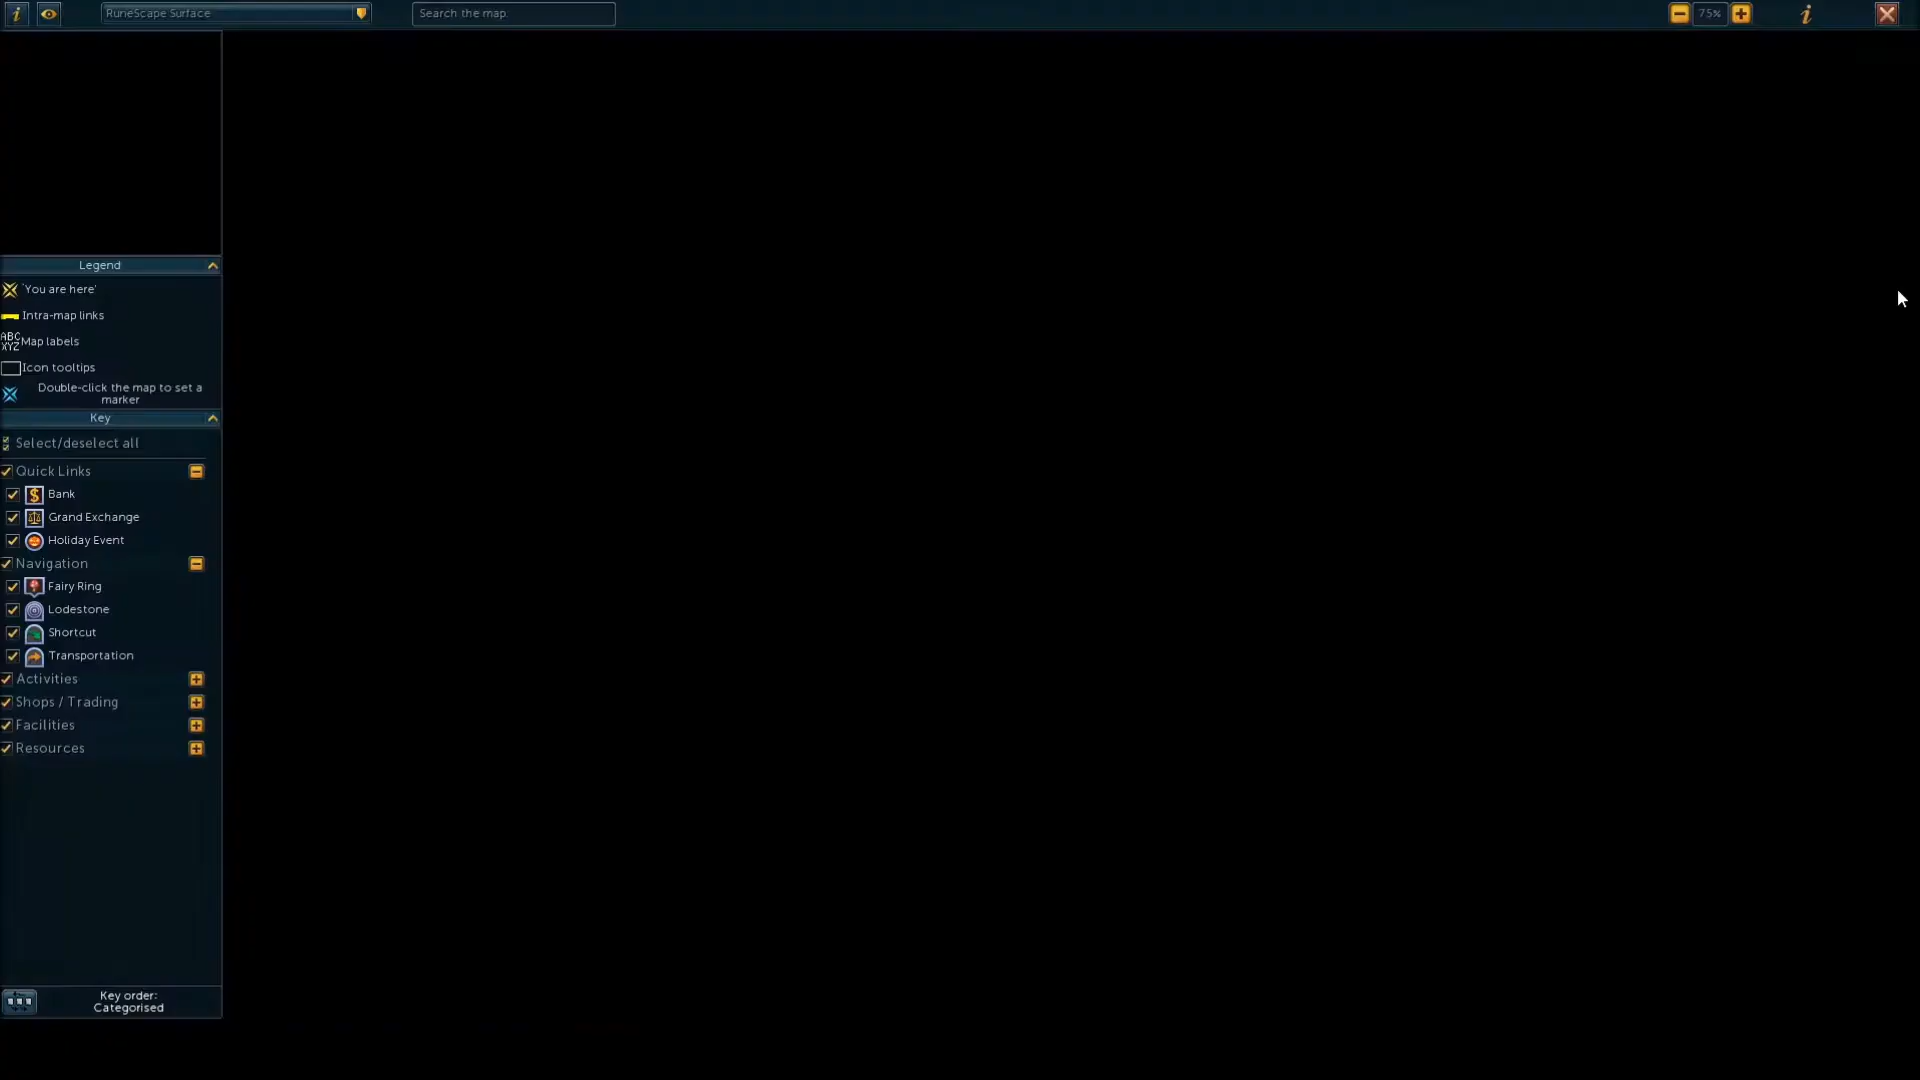 RuneScape Surface
Search the map
75%
Legend
'You are here'
Intra-map links
ABC
XYZ
Map labels
Icon tooltips
Double-click the map to set a
marker
Key
Select/deselect all
Quick Links
Bank
Grand Exchange
Holiday Event
Navigation
Fairy Ring
Lodestone
Shortcut
Transportation
Activities
Shops / Trading
Facilities
Resources
Key order:
Categorised